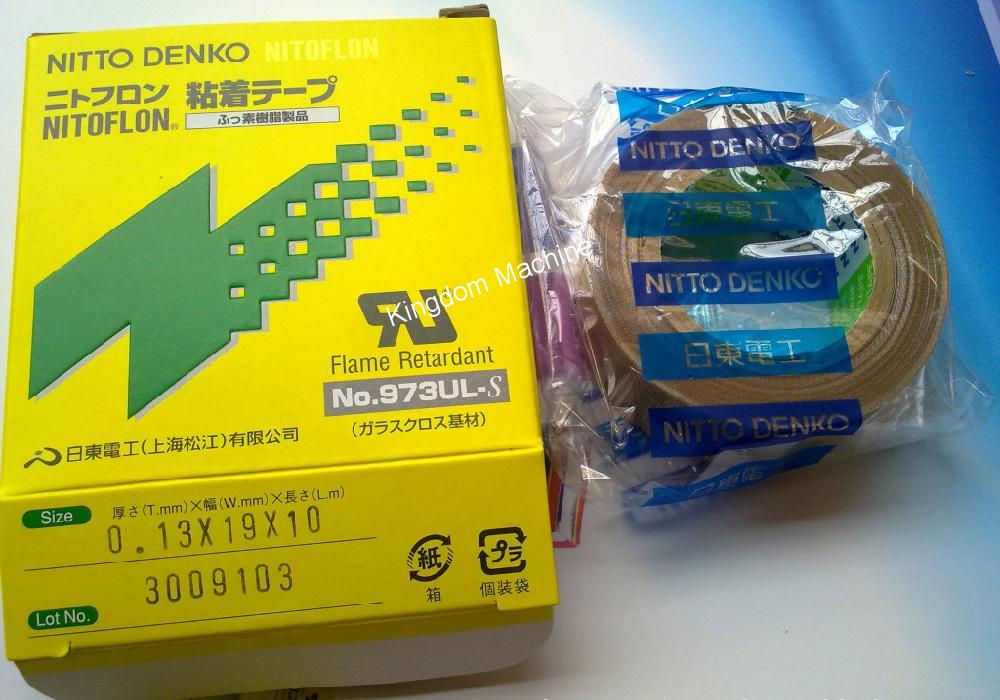 NITTO DENKO NITOFLON
ニトフロン 粘着テープ
NITOFLON®
ふっ素樹脂製品
Kingdom Machine
Flame Retardant
No.973UL-S
(ガラスクロス基材)
日東電工(上海松江)有限公司
Size
厚さ(T.mm)×幅(W.mm)×長さ(L.m)
0.13X19X10
3009103
Lot No.
紙
箱
プラ
個装袋
NITTO DENKO
日東電工
NITTO DENKO
日東電工
NITTO DENKO
日東電工